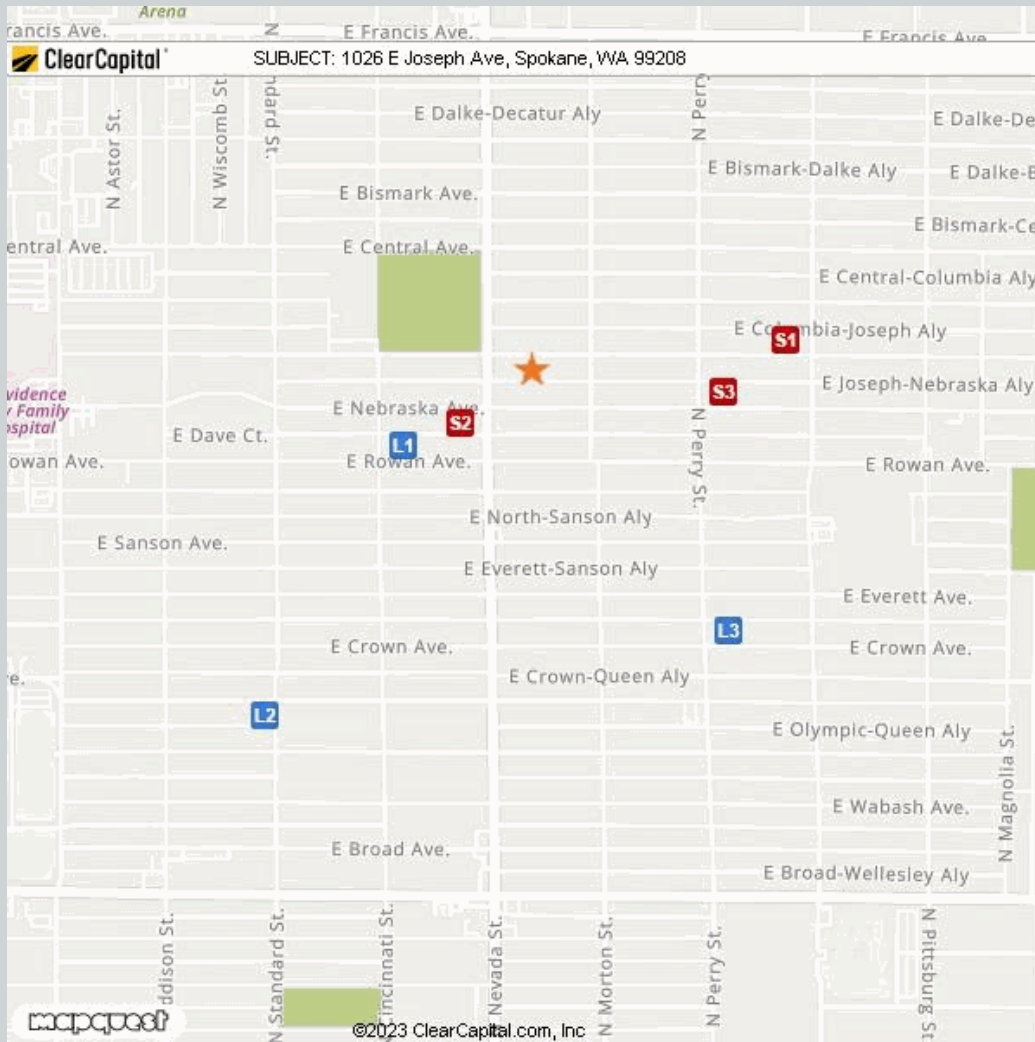 Arena
rancis Ave.
E Francis Ave.
E Francis Ave
ClearCapital
SUBJECT: 1026 E Joseph Ave, Spokane, WA 99208
N
ndard St.
N Astor St.
N Wiscomb St
N Perry
E Dalke-Decatur Aly
E Dalke-De
E Bismark-Dalke Aly
E Dalke-B
E Bismark Ave.
E Bismark-Ce
entral Ave.
E Central Ave.
E Central-Columbia Aly
E Columbia-Joseph Aly
S1
E Joseph-Nebraska Aly
S3
vidence
y Family
ospital
E Nebraska Ave.
S2
E Dave Ct.
L1
owan Ave.
E Rowan Ave.
N Perry St.
E Rowan Ave.
E North-Sanson Aly
E Sanson Ave.
E Everett-Sanson Aly
E Everett Ave.
L3
E Crown Ave.
E Crown Ave.
e.
E Crown-Queen Aly
L2
E Olympic-Queen Aly
N Magnolia St.
E Wabash Ave.
E Broad Ave.
E Broad-Wellesley Aly
ddison St.
N Standard St.
Cincinnati St.
N Nevada St.
N Morton St.
N Perry St.
N Pittsburg St
mapquest
©2023 ClearCapital.com, Inc